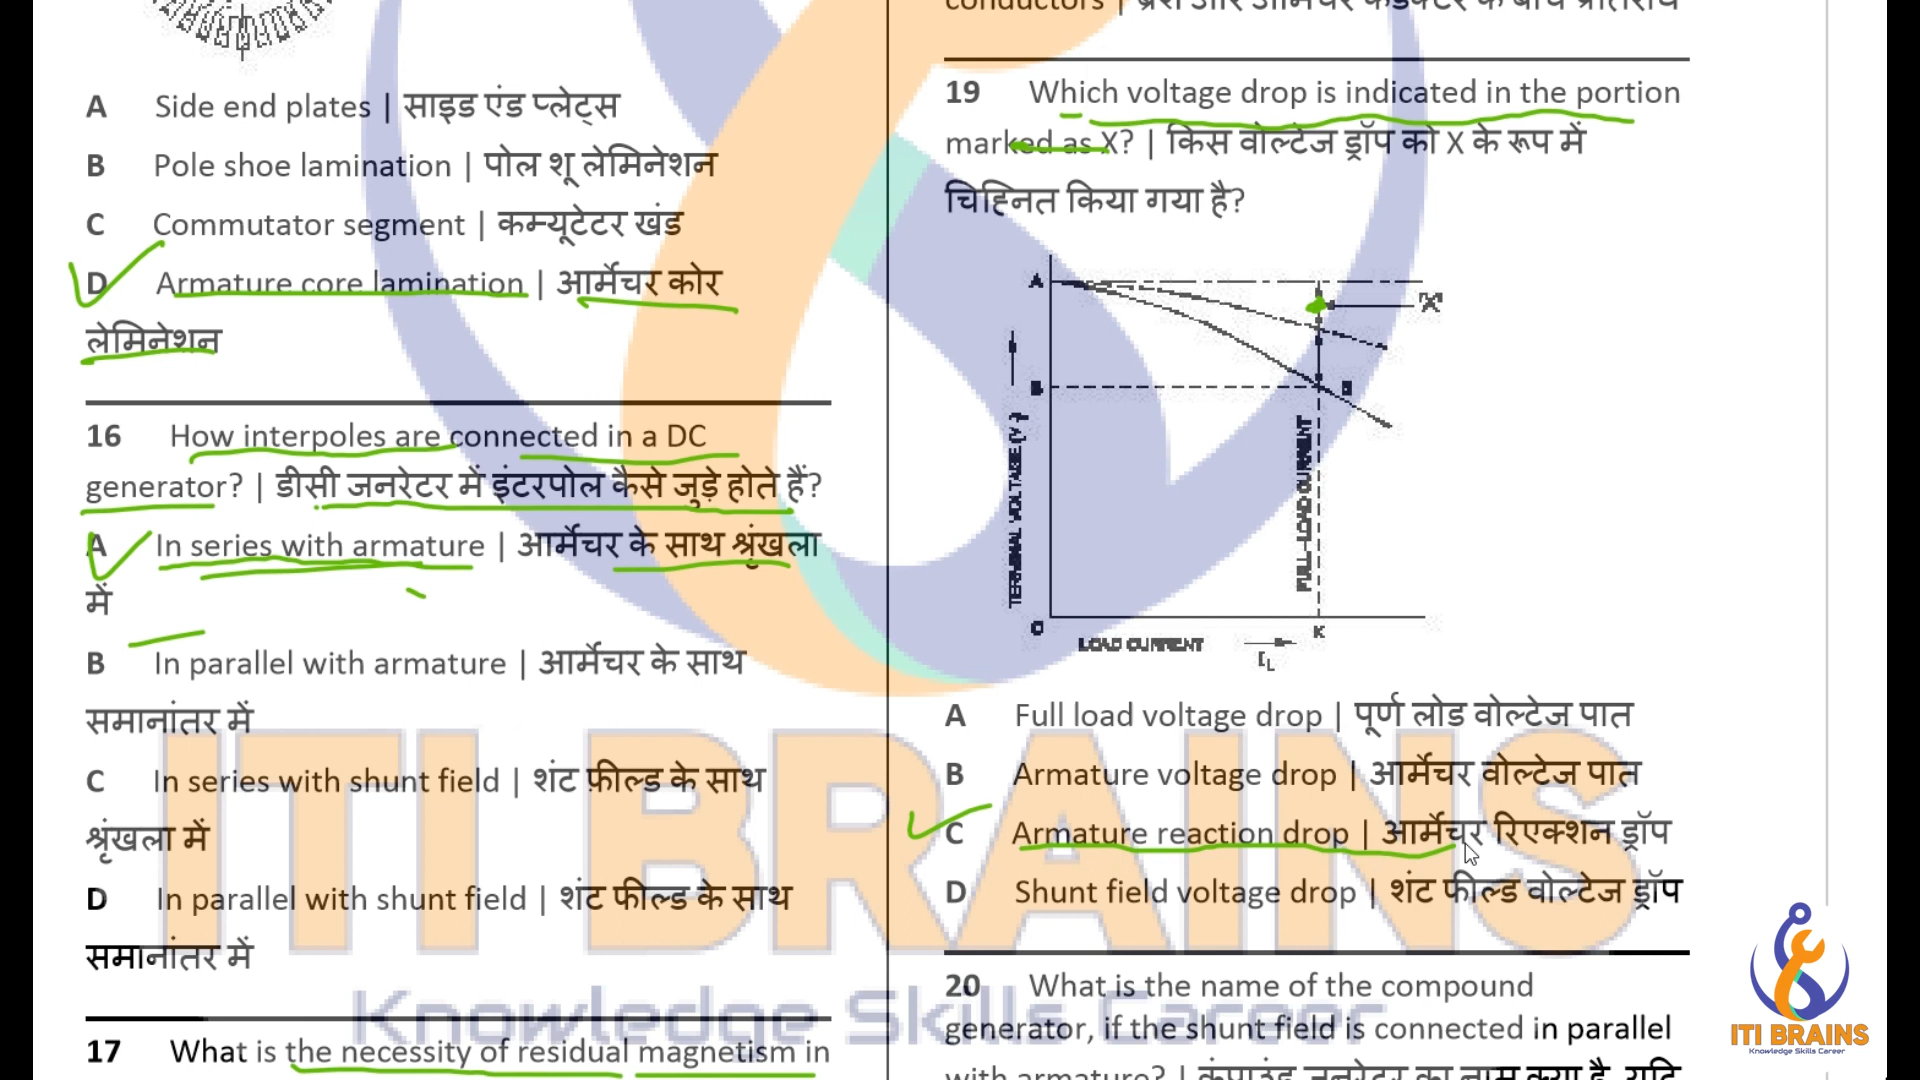 A Side end plates | साइड एंड प्लेट्स
B Pole shoe lamination | पोल शू लेमिनेशन
C Commutator segment | कम्यूटेटर खंड
D Armature core lamination | आर्मेचर कोर
लेमिनेशन
16 How interpoles are connected in a DC
generator? | डीसी जनरेटर में इंटरपोल कैसे जुड़े होते हैं?
A In series with armature | आर्मेचर के साथ श्रृंखला
में
B In parallel with armature | आर्मेचर के साथ
समानांतर में
C In series with shunt field | शंट फ़ील्ड के साथ
श्रृंखला में
D In parallel with shunt field | शंट फील्ड के साथ
समानांतर में
17 What is the necessity of residual magnetism in
conductors |
19 Which voltage drop is indicated in the portion
marked as X? | किस वोल्टेज ड्रॉप को X के रूप में
चिह्नित किया गया है?
A
'X'
B B
TERMINAL VOLTAGE (V)
FULL-LOAD CURRENT
O
K
LOAD CURRENT
IL
A Full load voltage drop | पूर्ण लोड वोल्टेज पात
B Armature voltage drop | आर्मेचर वोल्टेज पात
C Armature reaction drop | आर्मेचर रिएक्शन ड्रॉप
D Shunt field voltage drop | शंट फील्ड वोल्टेज ड्रॉप
20 What is the name of the compound
generator, if the shunt field is connected in parallel
with armature? | कंपाउंड जनरेटर का नाम क्या है, यदि
ITI BRAINS
Knowledge Skills Career
ITI BRAINS
Knowledge Skills Career